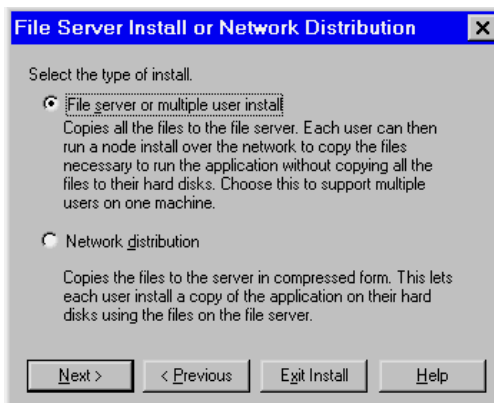 File Server Install or Network Distribution
Select the type of install.
File server or multiple user install
Copies all the files to the file server. Each user can then
run a node install over the network to copy the files
necessary to run the application without copying all the
files to their hard disks. Choose this to support multiple
users on one machine.
Network distribution
Copies the files to the server in compressed form. This lets
each user install a copy of the application on their hard
disks using the files on the file server.
Next > < Previous Exit Install Help